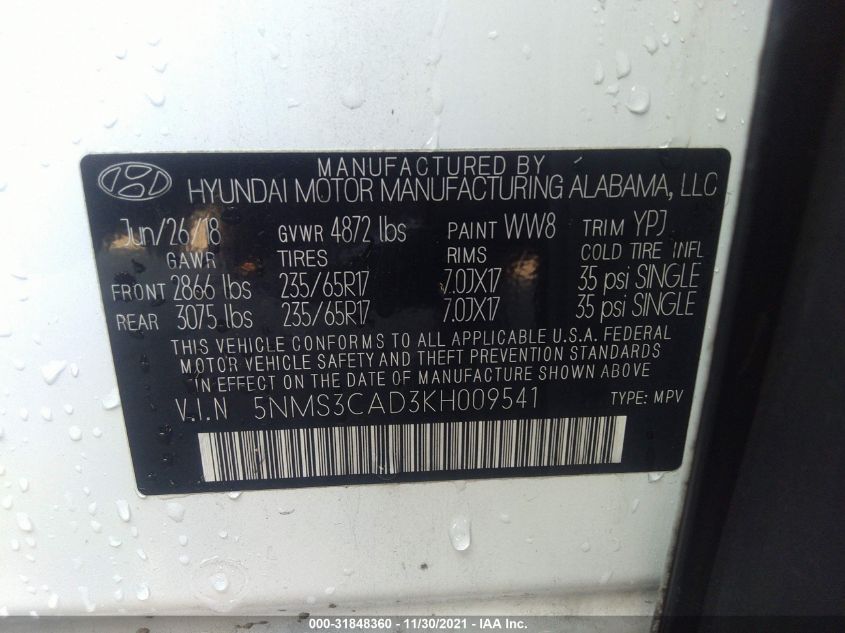 MANUFACTURED BY
HYUNDAI MOTOR MANUFACTURING ALABAMA, LLC
Jun/26/18 GVWR 4872 lbs PAINT WW8 TRIM YPJ
GAWR TIRES RIMS COLD TIRE INFL
FRONT 2866 lbs 235/65R17 7.0JX17 35 psi SINGLE
REAR 3075 lbs 235/65R17 7.0JX17 35 psi SINGLE
THIS VEHICLE CONFORMS TO ALL APPLICABLE U.S.A. FEDERAL
MOTOR VEHICLE SAFETY AND THEFT PREVENTION STANDARDS
IN EFFECT ON THE DATE OF MANUFACTURE SHOWN ABOVE.
V.I.N 5NMS3CAD3KH009541 TYPE: MPV
000-31848360 - 11/30/2021 - IAA Inc.